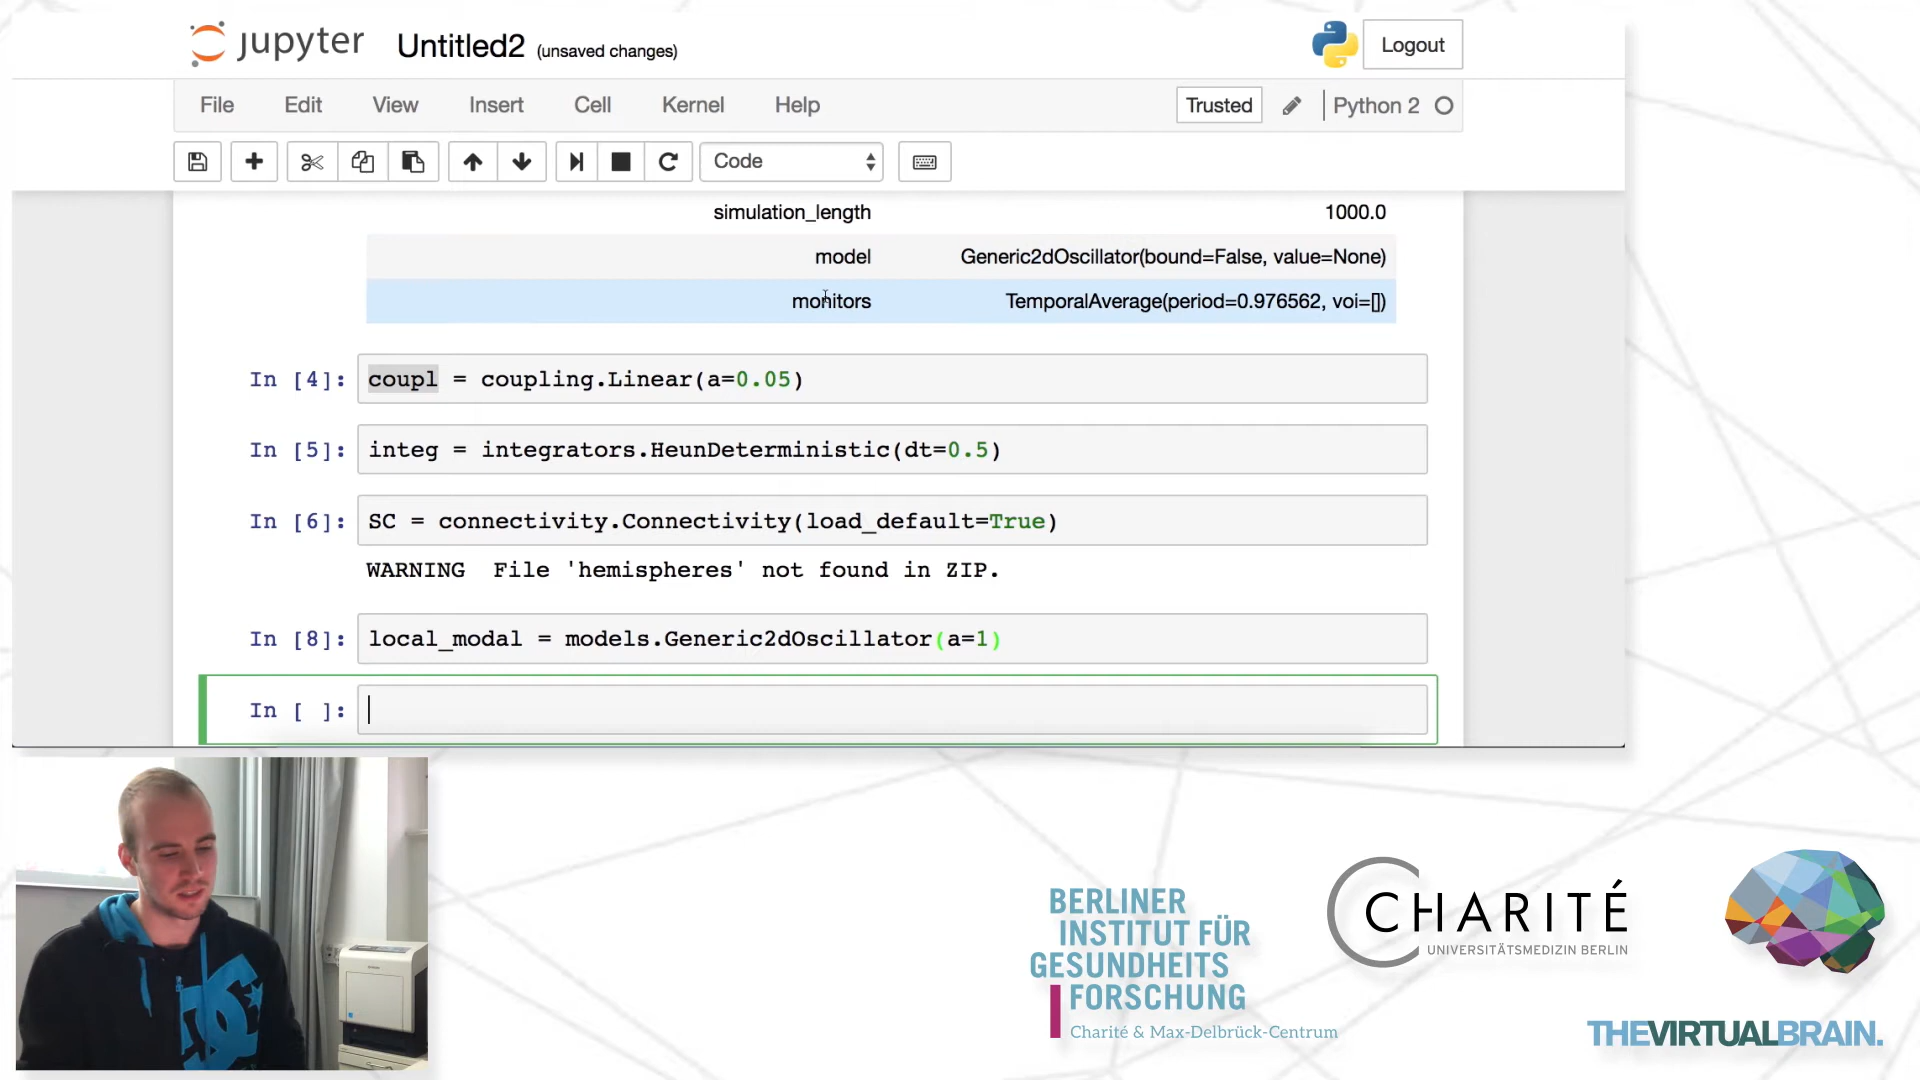 jupyter Untitled2 (unsaved changes) Logout
File Edit View Insert Cell Kernel Help Trusted Python 2
Code
simulation_length 1000.0
model Generic2dOscillator(bound=False, value=None)
monitors TemporalAverage(period=0.976562, voi=[])
In [4]: coupl = coupling.Linear(a=0.05)
In [5]: integ = integrators.HeunDeterministic(dt=0.5)
In [6]: SC = connectivity.Connectivity(load_default=True)
WARNING File 'hemispheres' not found in ZIP.
In [8]: local_modal = models.Generic2dOscillator(a=1)
In [ ]:
BERLINER
INSTITUT FÜR
GESUNDHEITS
FORSCHUNG
Charité & Max-Delbrück-Centrum
CHARITÉ
UNIVERSITÄTSMEDIZIN BERLIN
THEVIRTUALBRAIN.